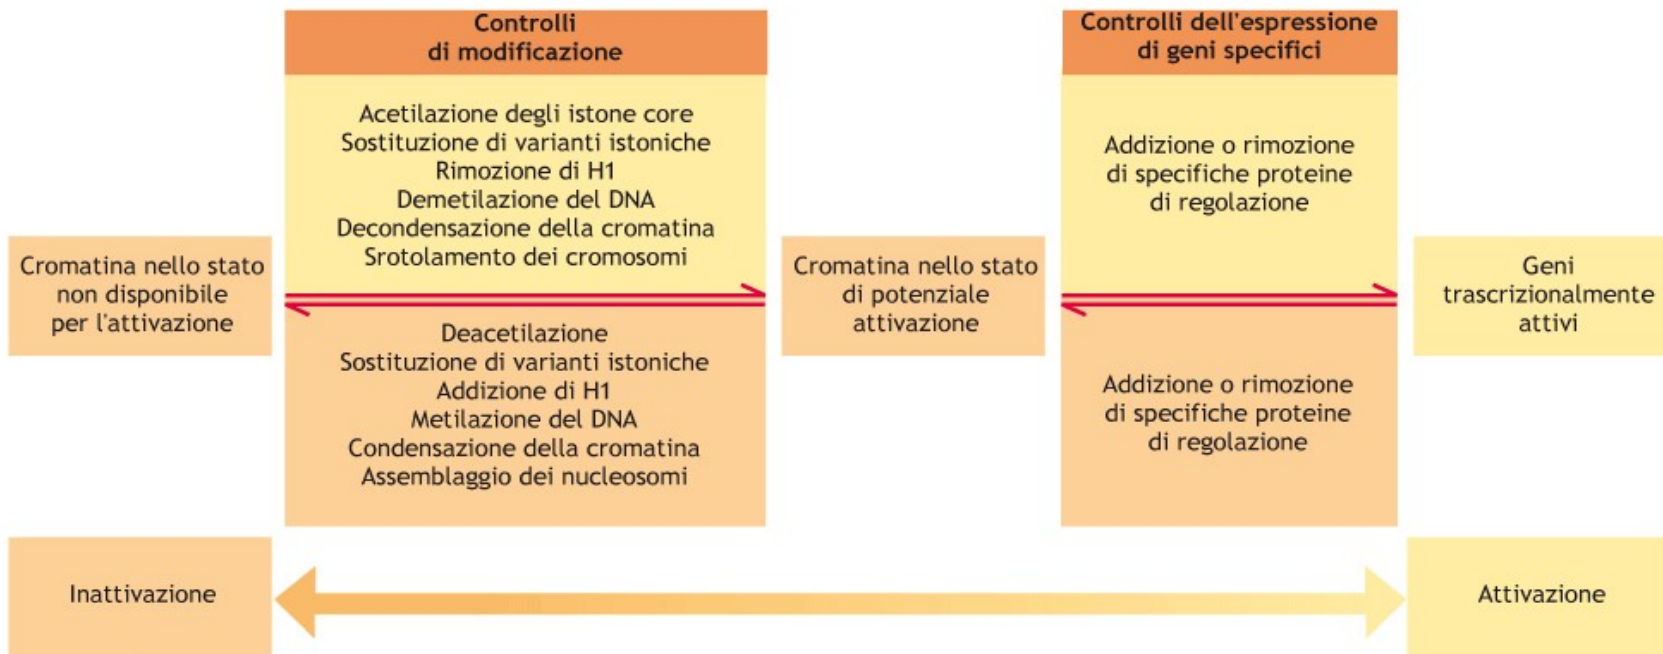 Controlli
di modificazione
Acetilazione degli istone core
Sostituzione di varianti istoniche
Rimozione di H1
Demetilazione del DNA
Decondensazione della cromatina
Srotolamento dei cromosomi
Deacetilazione
Sostituzione di varianti istoniche
Addizione di H1
Metilazione del DNA
Condensazione della cromatina
Assemblaggio dei nucleosomi
Controlli dell'espressione
di geni specifici
Addizione o rimozione
di specifiche proteine
di regolazione
Addizione o rimozione
di specifiche proteine
di regolazione
Cromatina nello stato
non disponibile
per l'attivazione
Cromatina nello stato
di potenziale
attivazione
Geni
trascrizionalmente
attivi
Inattivazione
Attivazione